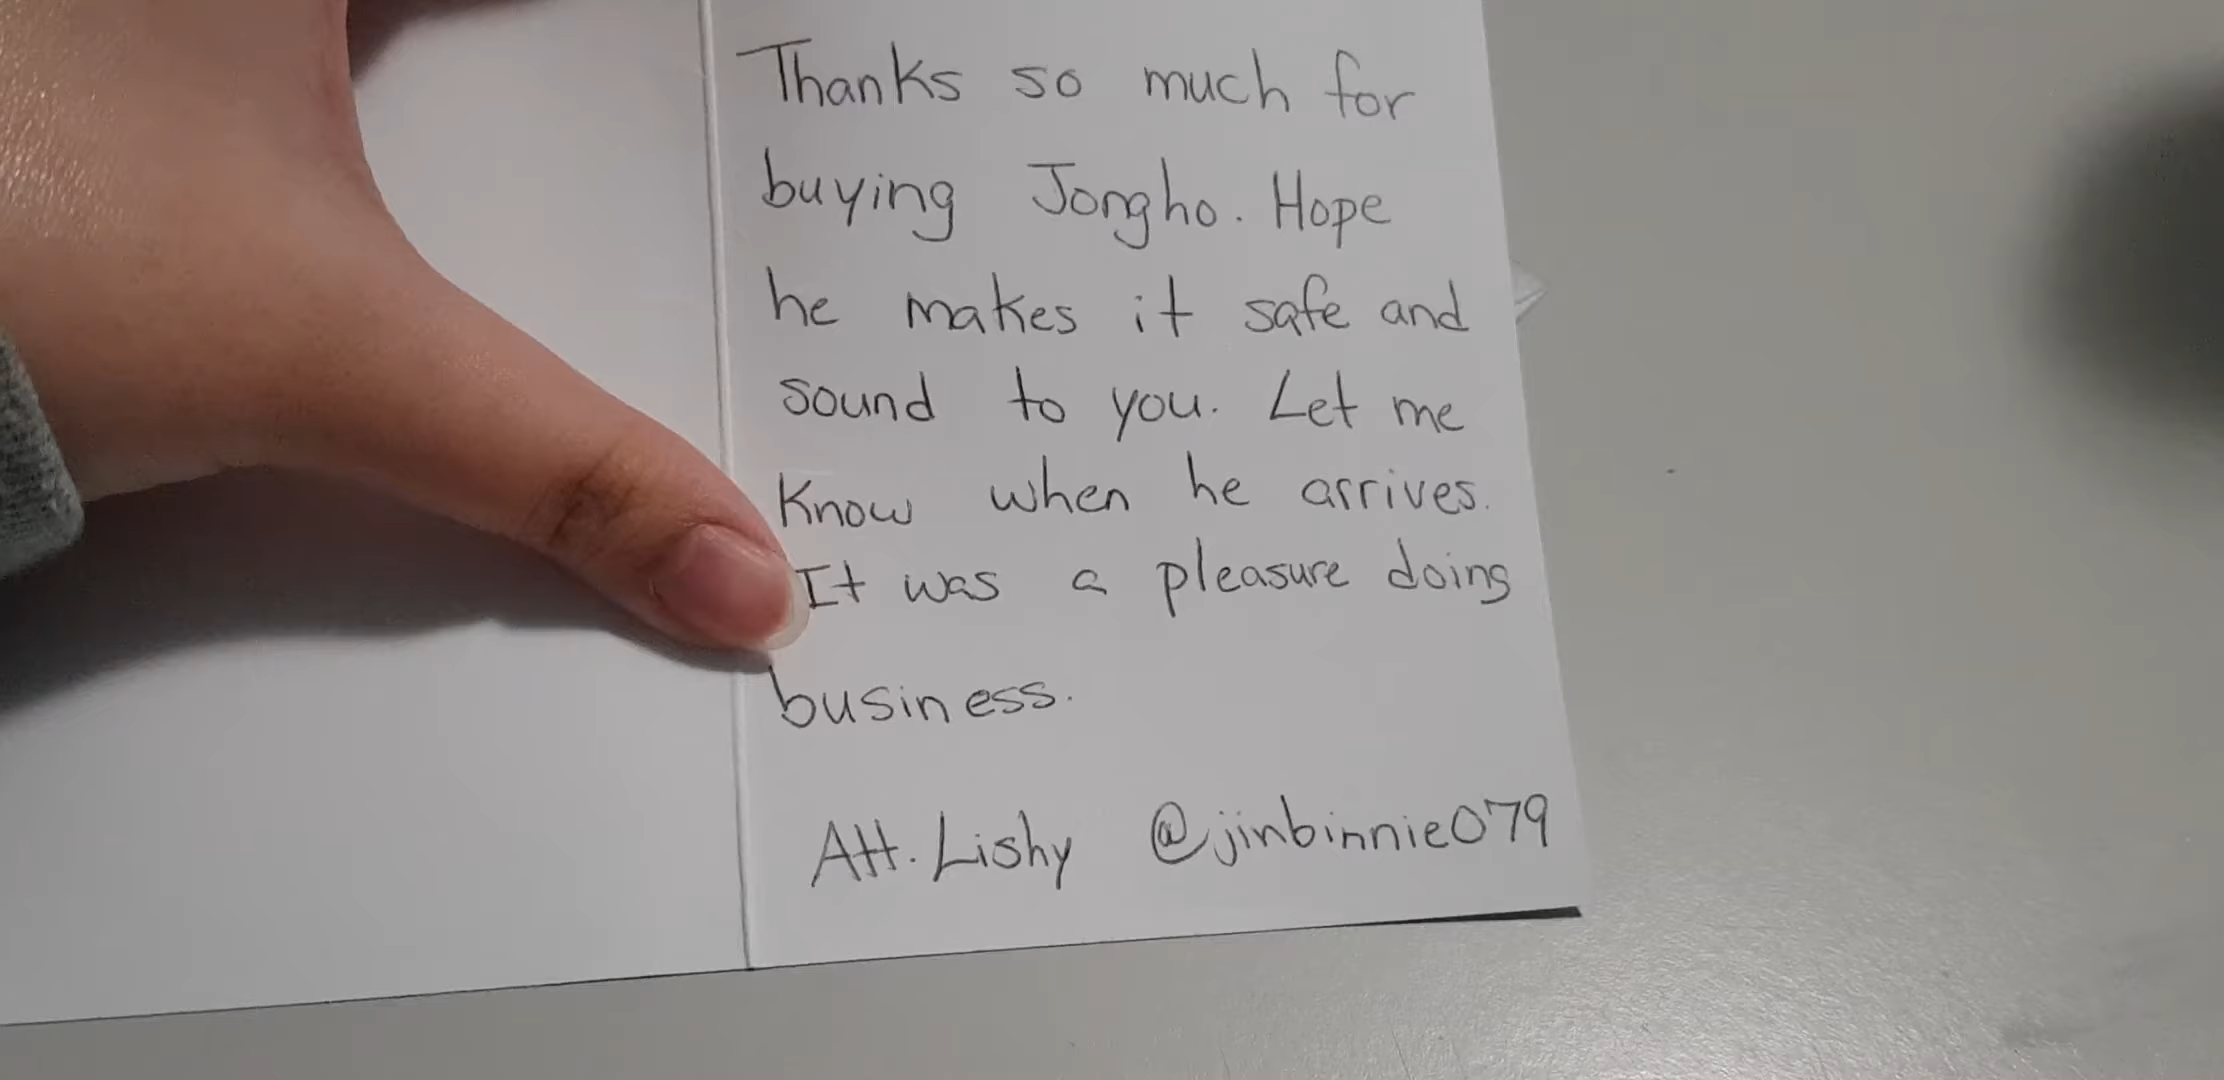 Thanks so much for
buying Jongho. Hope
he makes it safe and
sound to you. Let me
Know when he arrives.
It was a pleasure doing
business.
Att. Lishy @jinbinnie079